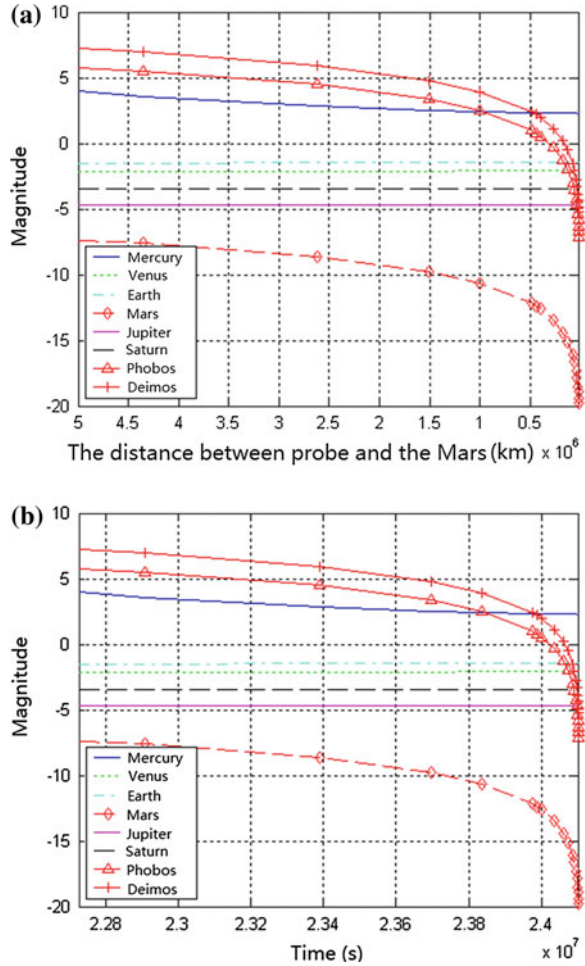 (a)
10
5
0
-5
-10
-15
-20
Magnitude
Mercury
Venus
Earth
Mars
Jupiter
Saturn
Phobos
Deimos
5 4.5 4 3.5 3 2.5 2 1.5 1 0.5
The distance between probe and the Mars (km) × 10⁶
(b)
10
5
0
-5
-10
-15
-20
Magnitude
Mercury
Venus
Earth
Mars
Jupiter
Saturn
Phobos
Deimos
2.28 2.3 2.32 2.34 2.36 2.38 2.4
Time (s) × 10⁷